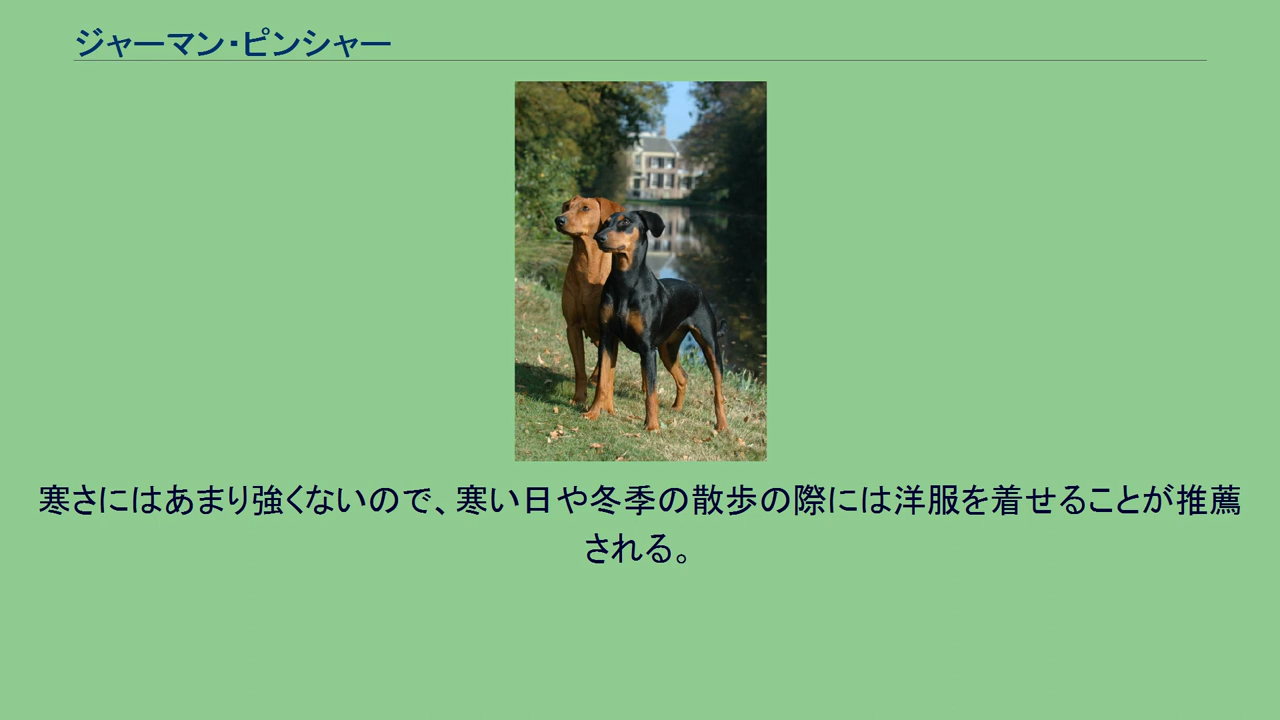 ジャーマン・ピンシャー
寒さにはあまり強くないので、寒い日や冬季の散歩の際には洋服を着せることが推薦
される。